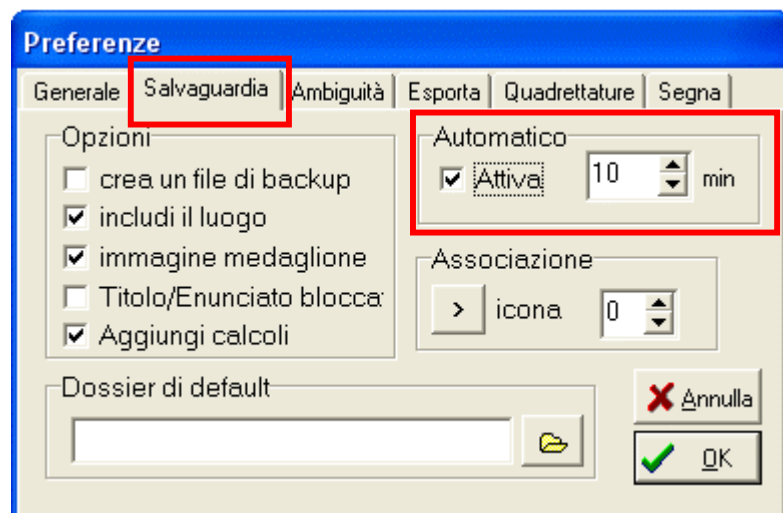 Preferenze
Generale Salvaguardia Ambiguità Esporta Quadrettature Segna
Opzioni
crea un file di backup
includi il luogo
immagine medaglione
Titolo/Enunciato bloccat
Aggiungi calcoli
Automatico
Attiva 10 min
Associazione
> icona 0
Dossier di default
Annulla
OK